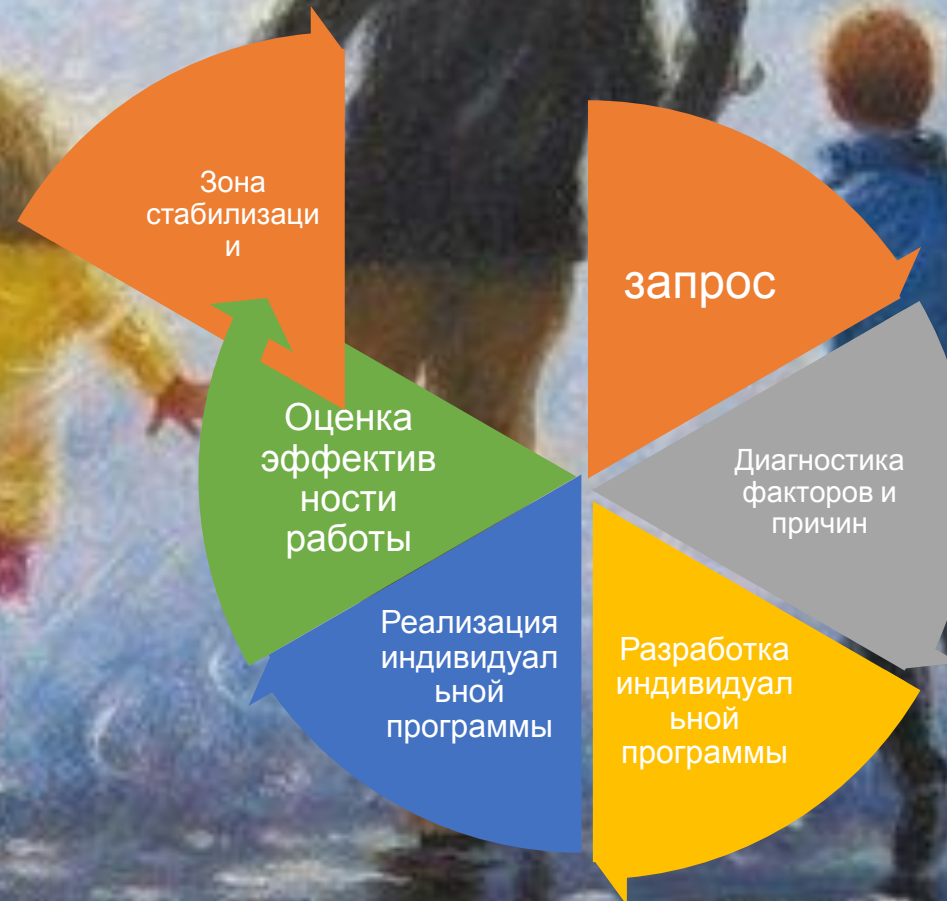 запрос
Диагностика
факторов и
причин
Разработка
индивидуал
ьной
программы
Реализация
индивидуал
ьной
программы
Оценка
эффектив
ности
работы
Зона
стабилизаци
и